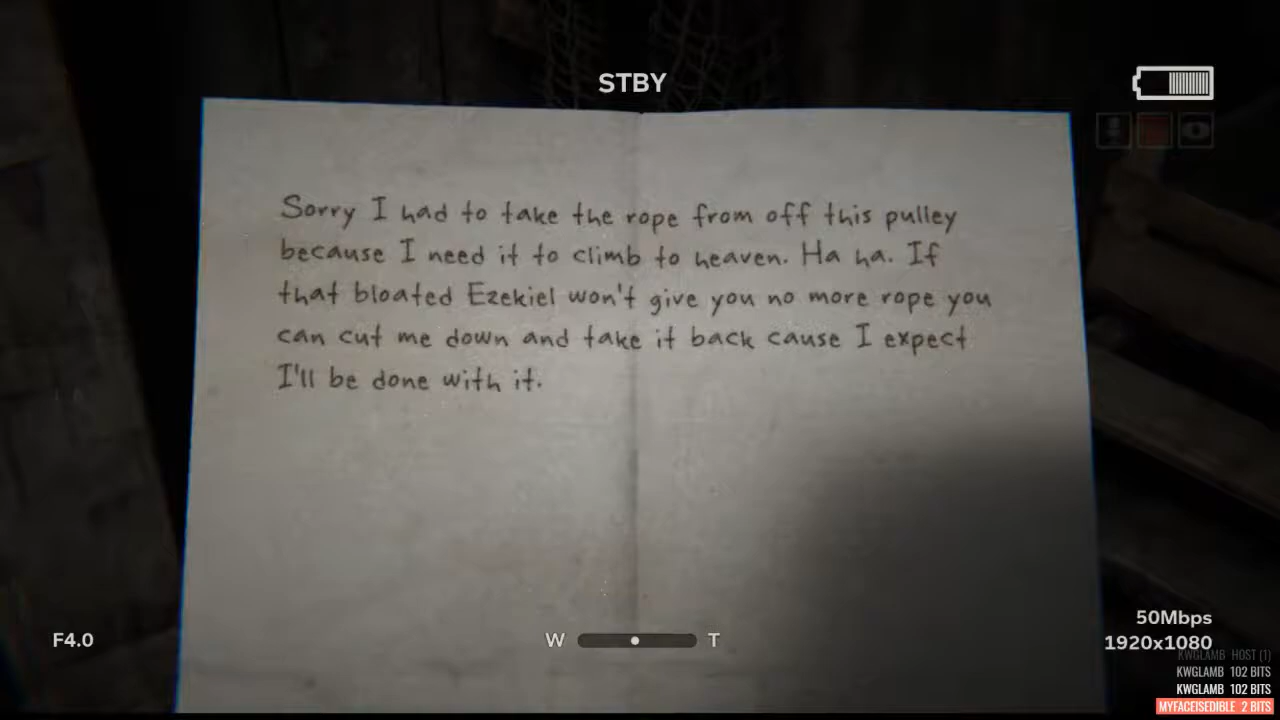 STBY
Sorry I had to take the rope from off this pulley
because I need it to climb to heaven. Ha ha. If
that bloated Ezekiel won't give you no more rope you
can cut me down and take it back cause I expect
I'll be done with it.
F4.0
W T
50Mbps
1920x1080
KWGLAMB HOST (1)
KWGLAMB 102 BITS
KWGLAMB 102 BITS
MYFACEISEDIBLE 2 BITS